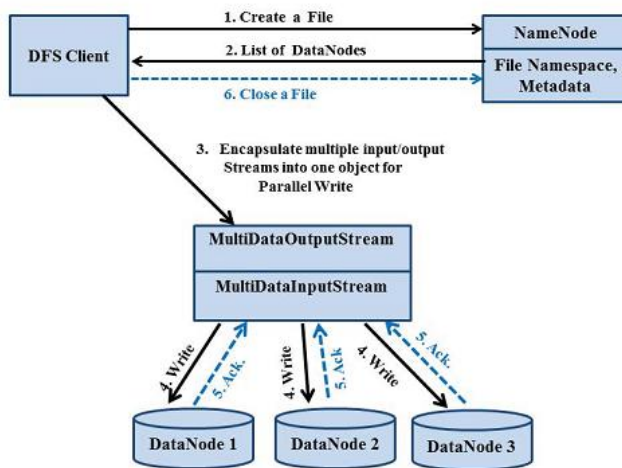 1. Create a File
DFS Client
2. List of DataNodes
NameNode
File Namespace,
Metadata
6. Close a File
3. Encapsulate multiple input/output
Streams into one object for
Parallel Write
MultiDataOutputStream
MultiDataInputStream
4. Write
5. Ack.
4. Write
5. Ack.
4. Write
5. Ack.
DataNode 1
DataNode 2
DataNode 3